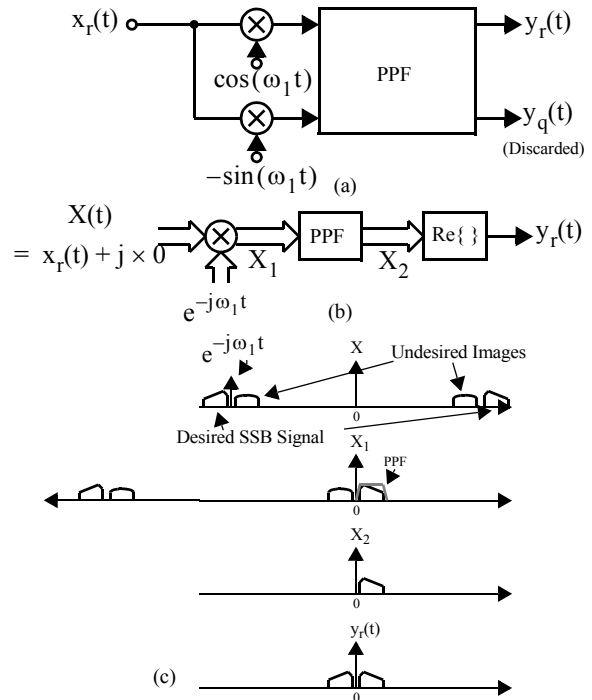 x_r(t)
y_r(t)
cos(ω_1t)
PPF
y_q(t)
(Discarded)
−sin(ω_1t)
(a)
X(t)
= x_r(t) + j × 0
X_1
PPF
X_2
Re{ }
y_r(t)
e^{−jω_1t}
(b)
e^{−jω_1t}
X
Undesired Images
0
Desired SSB Signal
X_1
PPF
0
X_2
0
y_r(t)
(c)
0